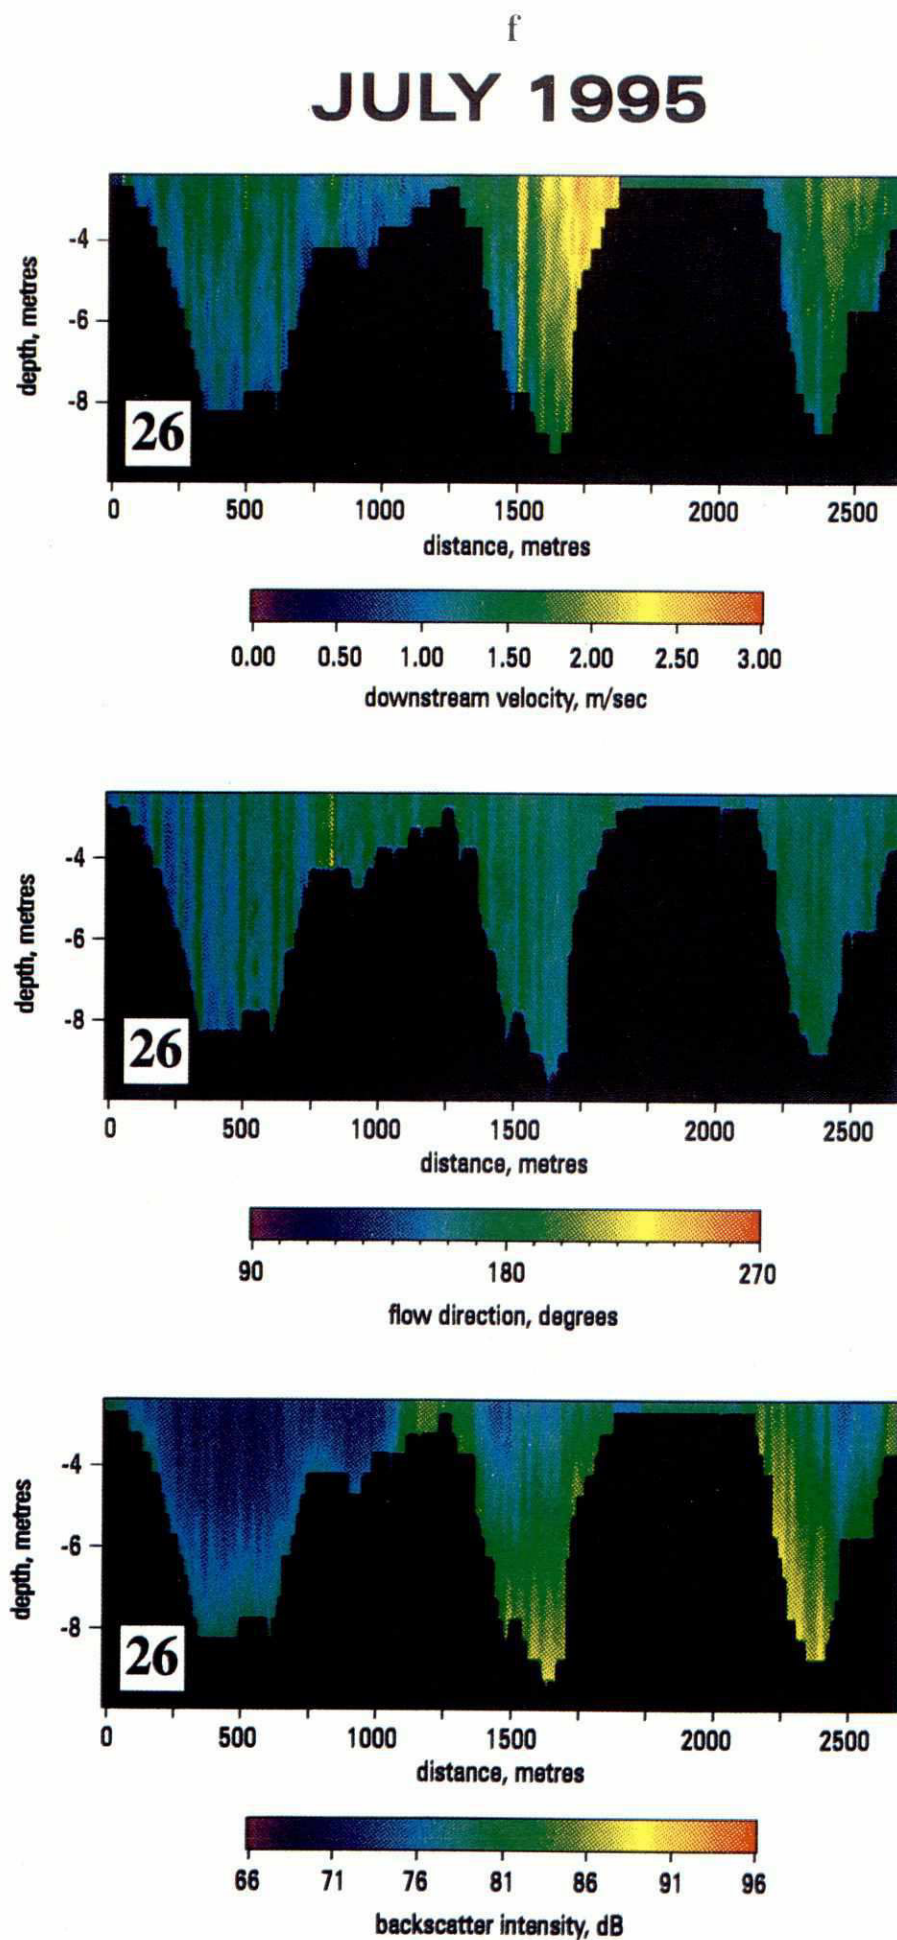 f
JULY 1995
-4
-6
-8
depth, metres
26
0 500 1000 1500 2000 2500
distance, metres
0.00 0.50 1.00 1.50 2.00 2.50 3.00
downstream velocity, m/sec
-4
-6
-8
depth, metres
26
0 500 1000 1500 2000 2500
distance, metres
90 180 270
flow direction, degrees
-4
-6
-8
depth, metres
26
0 500 1000 1500 2000 2500
distance, metres
66 71 76 81 86 91 96
backscatter intensity, dB